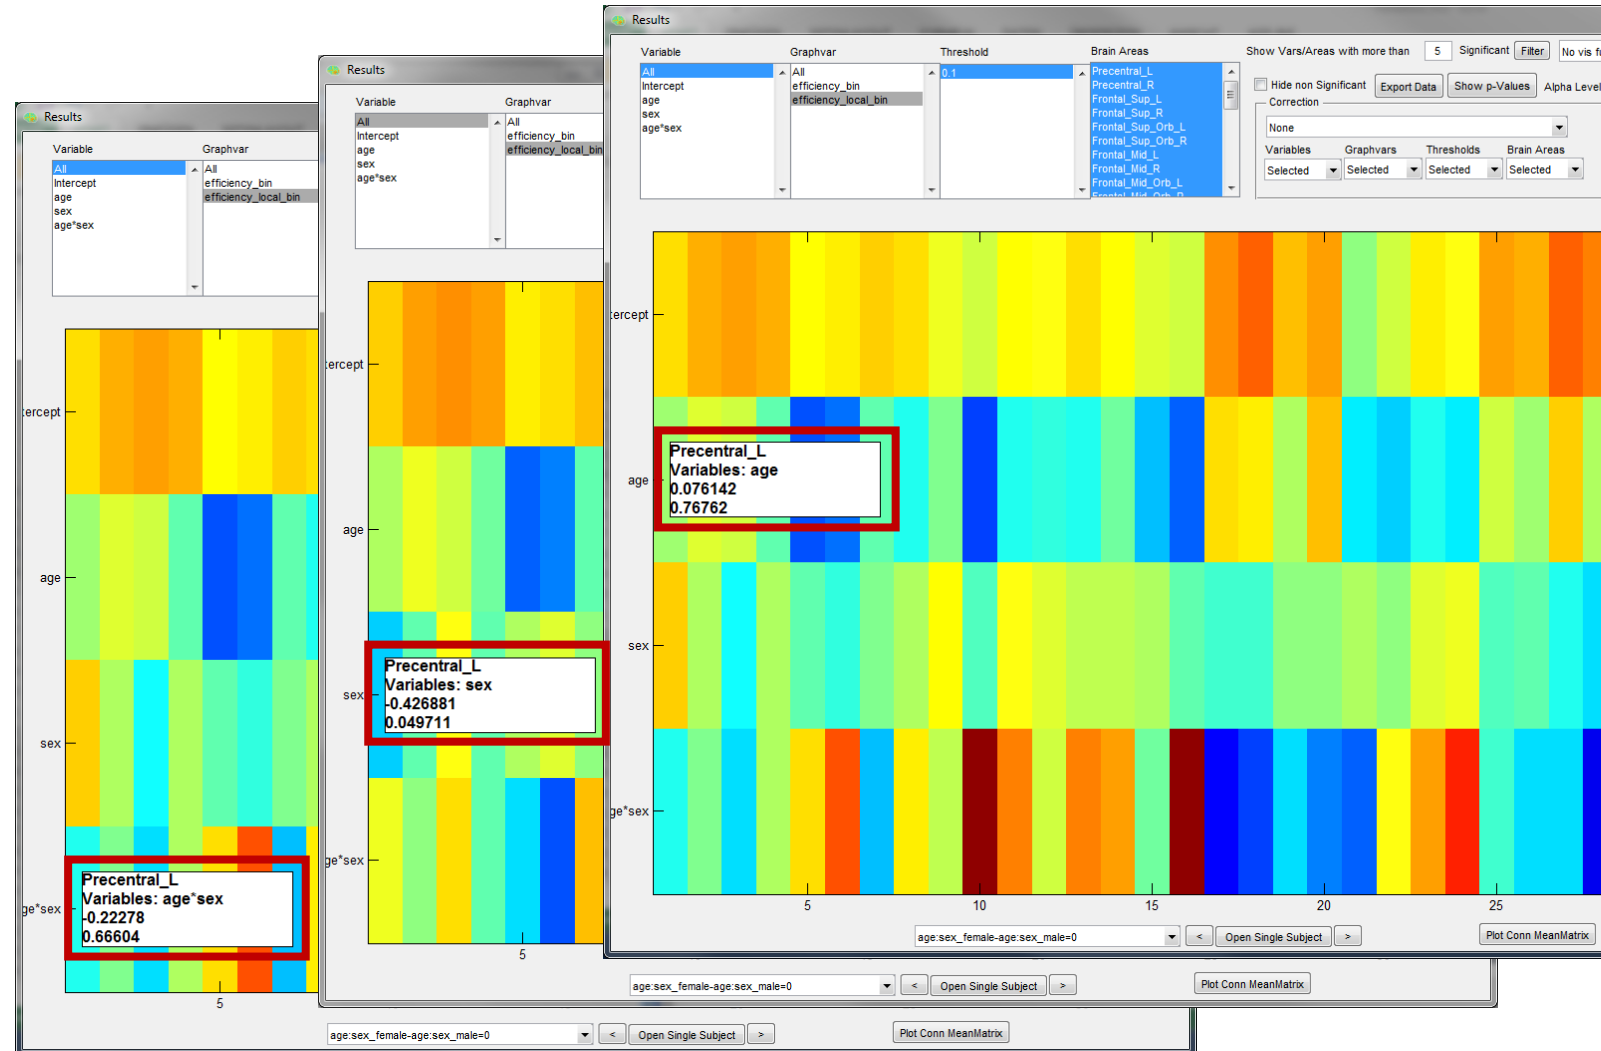 Results
Variable
Graphvar
All
Intercept
age
sex
age*sex
All
efficiency_bin
efficiency_local_bin
tercept
age
sex
ge*sex
Precentral_L
Variables: age*sex
-0.22278
0.66604
5
age:sex_female-age:sex_male=0
<
Open Single Subject
>
Plot Conn MeanMatrix
Results
Variable
Graphvar
All
Intercept
age
sex
age*sex
All
efficiency_bin
efficiency_local_bin
tercept
age
sex
ge*sex
Precentral_L
Variables: sex
-0.426881
0.049711
5
age:sex_female-age:sex_male=0
<
Open Single Subject
>
Plot Conn MeanMatrix
Results
Variable
Graphvar
Threshold
Brain Areas
All
Intercept
age
sex
age*sex
All
efficiency_bin
efficiency_local_bin
0.1
Precentral_L
Precentral_R
Frontal_Sup_L
Frontal_Sup_R
Frontal_Sup_Orb_L
Frontal_Sup_Orb_R
Frontal_Mid_L
Frontal_Mid_R
Frontal_Mid_Orb_L
Frontal_Mid_Orb_R
Show Vars/Areas with more than 5 Significant Filter No vis f
Hide non Significant Export Data Show p-Values Alpha Level
Correction
None
Variables Graphvars Thresholds Brain Areas
Selected Selected Selected Selected
tercept
age
sex
ge*sex
Precentral_L
Variables: age
0.076142
0.76762
5 10 15 20 25
age:sex_female-age:sex_male=0
<
Open Single Subject
>
Plot Conn MeanMatrix